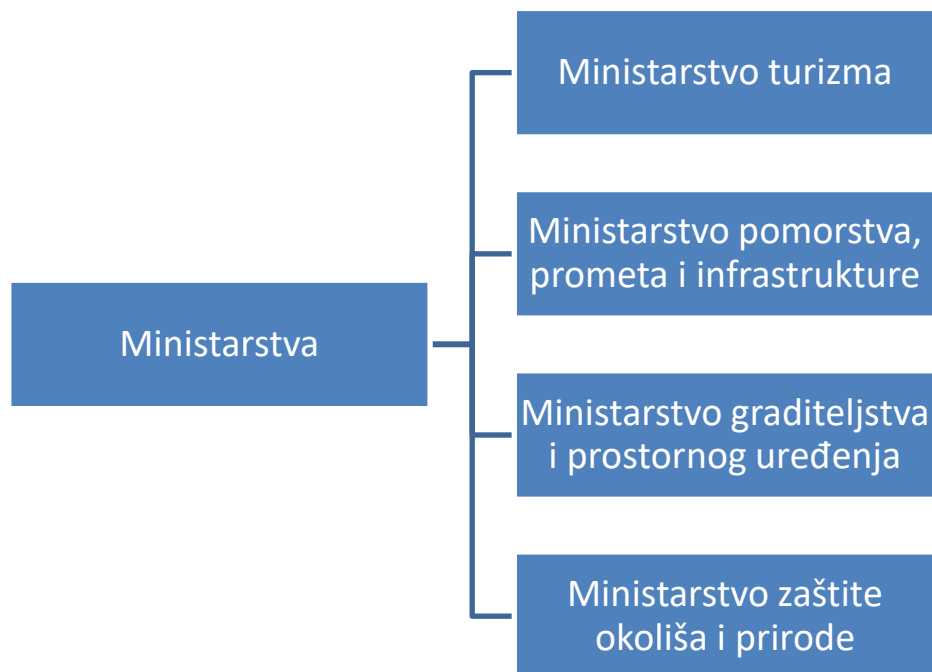 Ministarstva
Ministarstvo turizma
Ministarstvo pomorstva,
prometa i infrastrukture
Ministarstvo graditeljstva
i prostornog uređenja
Ministarstvo zaštite
okoliša i prirode